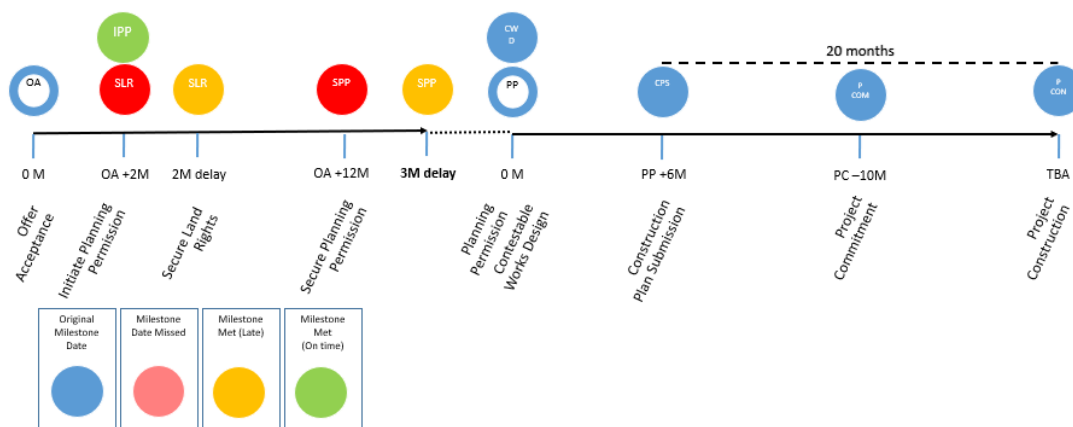 IPP
CW
D
20 months
OA
SLR
SLR
SPP
SPP
PP
CPS
P
COM
P
CON
0 M
OA +2M
2M delay
OA +12M
3M delay
0 M
PP +6M
PC –10M
TBA
Offer
Acceptance
Initiate Planning
Permission
Secure Land
Rights
Secure Planning
Permission
Planning
Permission
Contestable
Works Design
Construction
Plan Submission
Project
Commitment
Project
Construction
Original
Milestone
Date
Milestone
Date Missed
Milestone
Met (Late)
Milestone
Met
(On time)